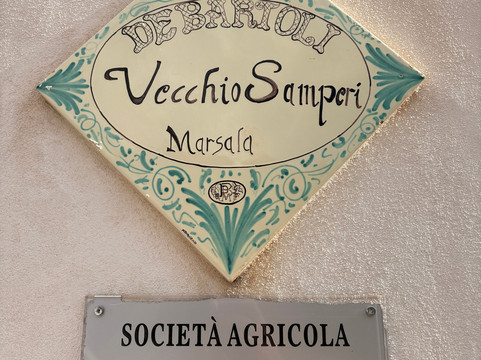 DE BARTOLI
Vecchio Samperi
Marsala
SOCIETÀ AGRICOLA